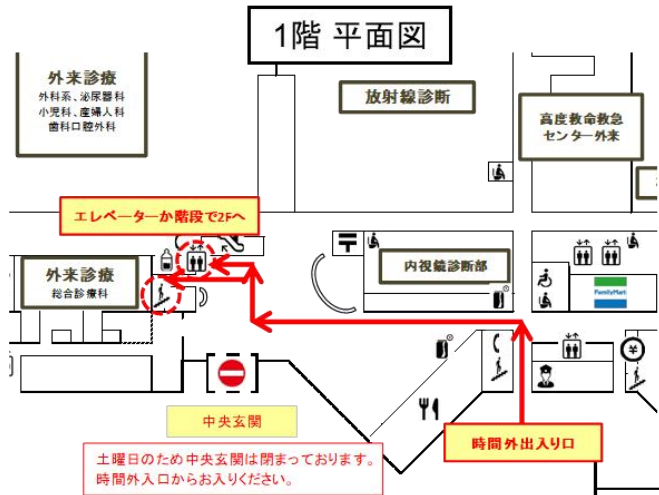 1階 平面図
外来診療
外科系、泌尿器科
小児科、産婦人科
歯科口腔外科
放射線診断
高度救命救急
センター外来
エレベーターか階段で2Fへ
〒
外来診療
総合診療科
内視鏡診断部
FamilyMart
¥
中央玄関
時間外出入り口
土曜日のため中央玄関は閉まっております。
時間外入口からお入りください。